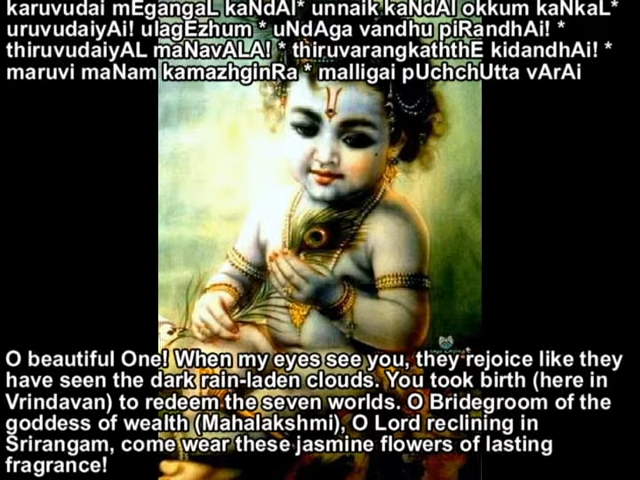 karuvudai mEgangaL kaNdAl* unnaik kaNdAl okkum kaNkaL*
uruvudaiyAi! ulagEzhum * uNdAga vandhu piRandhAi! *
thiruvudaiyAL maNavALA! * thiruvarangkaththE kidandhAi! *
maruvi maNam kamazhginRa * malligai pUchchUtta vArAi
O beautiful One! When my eyes see you, they rejoice like they
have seen the dark rain-laden clouds. You took birth (here in
Vrindavan) to redeem the seven worlds. O Bridegroom of the
goddess of wealth (Mahalakshmi), O Lord reclining in
Srirangam, come wear these jasmine flowers of lasting
fragrance!